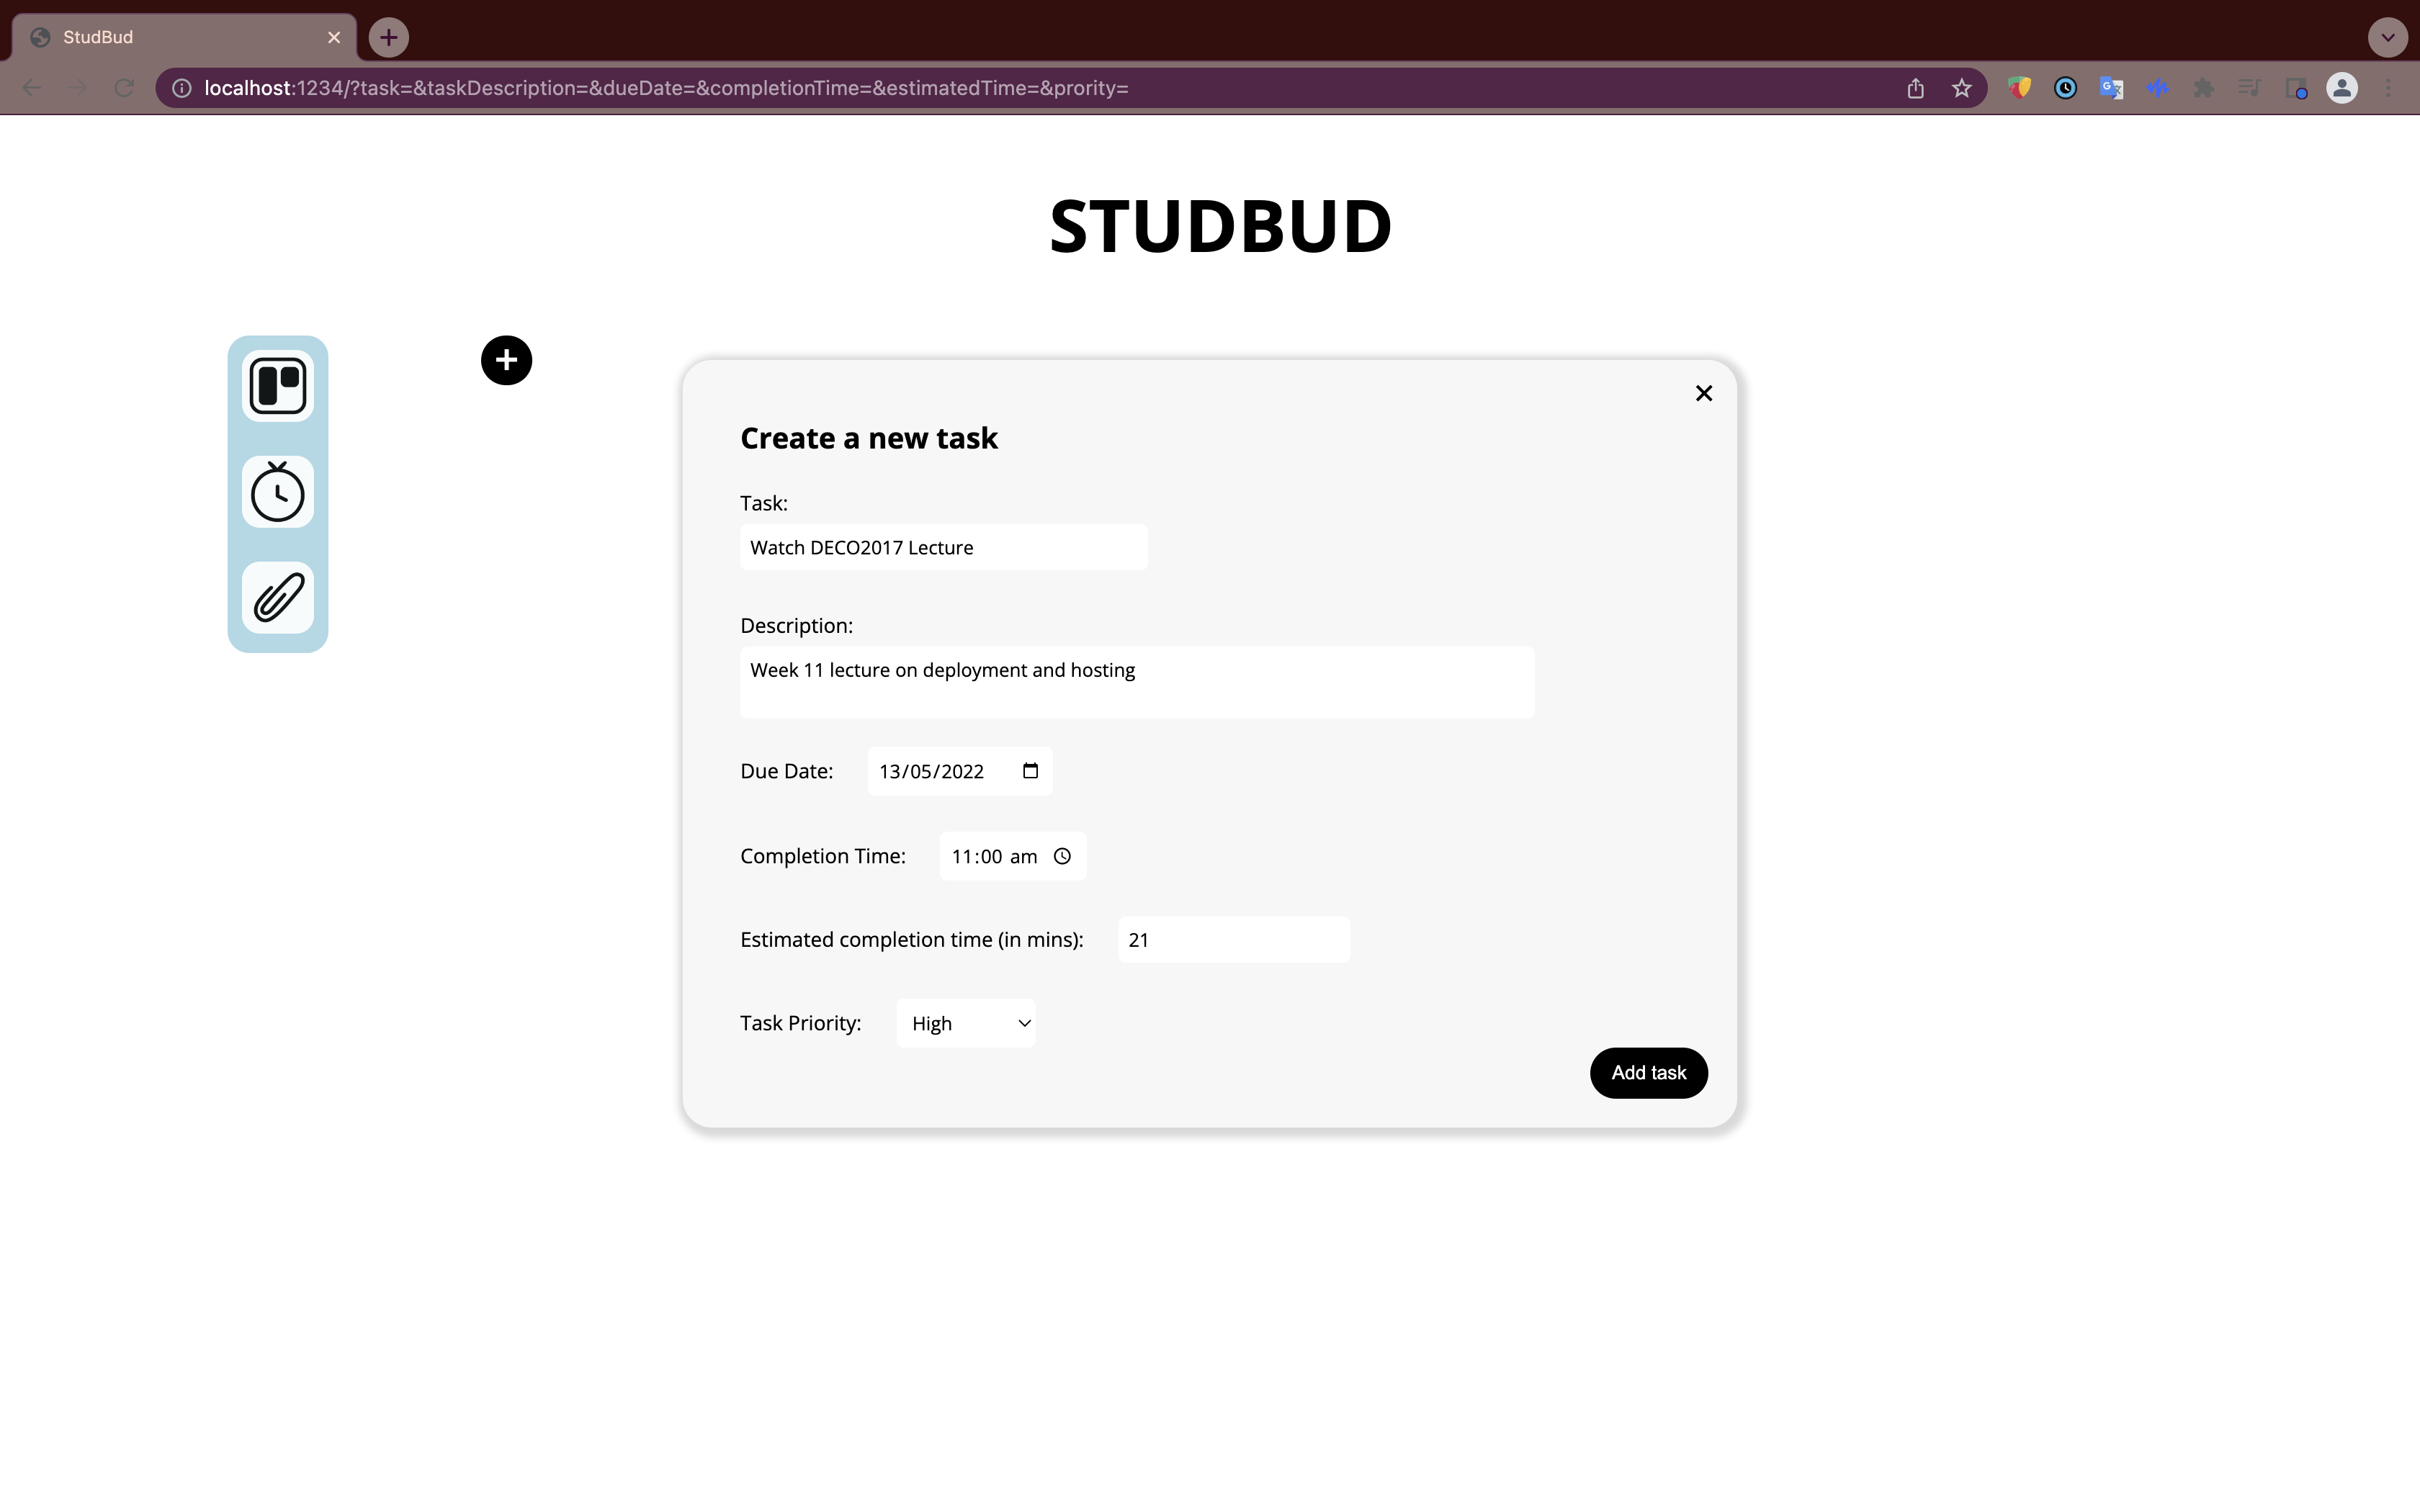 StudBud
localhost:1234/?task=&taskDescription=&dueDate=&completionTime=&estimatedTime=&prority=
STUDBUD
Create a new task
Task:
Watch DECO2017 Lecture
Description:
Week 11 lecture on deployment and hosting
Due Date: 13/05/2022
Completion Time: 11:00 am
Estimated completion time (in mins): 21
Task Priority: High
Add task